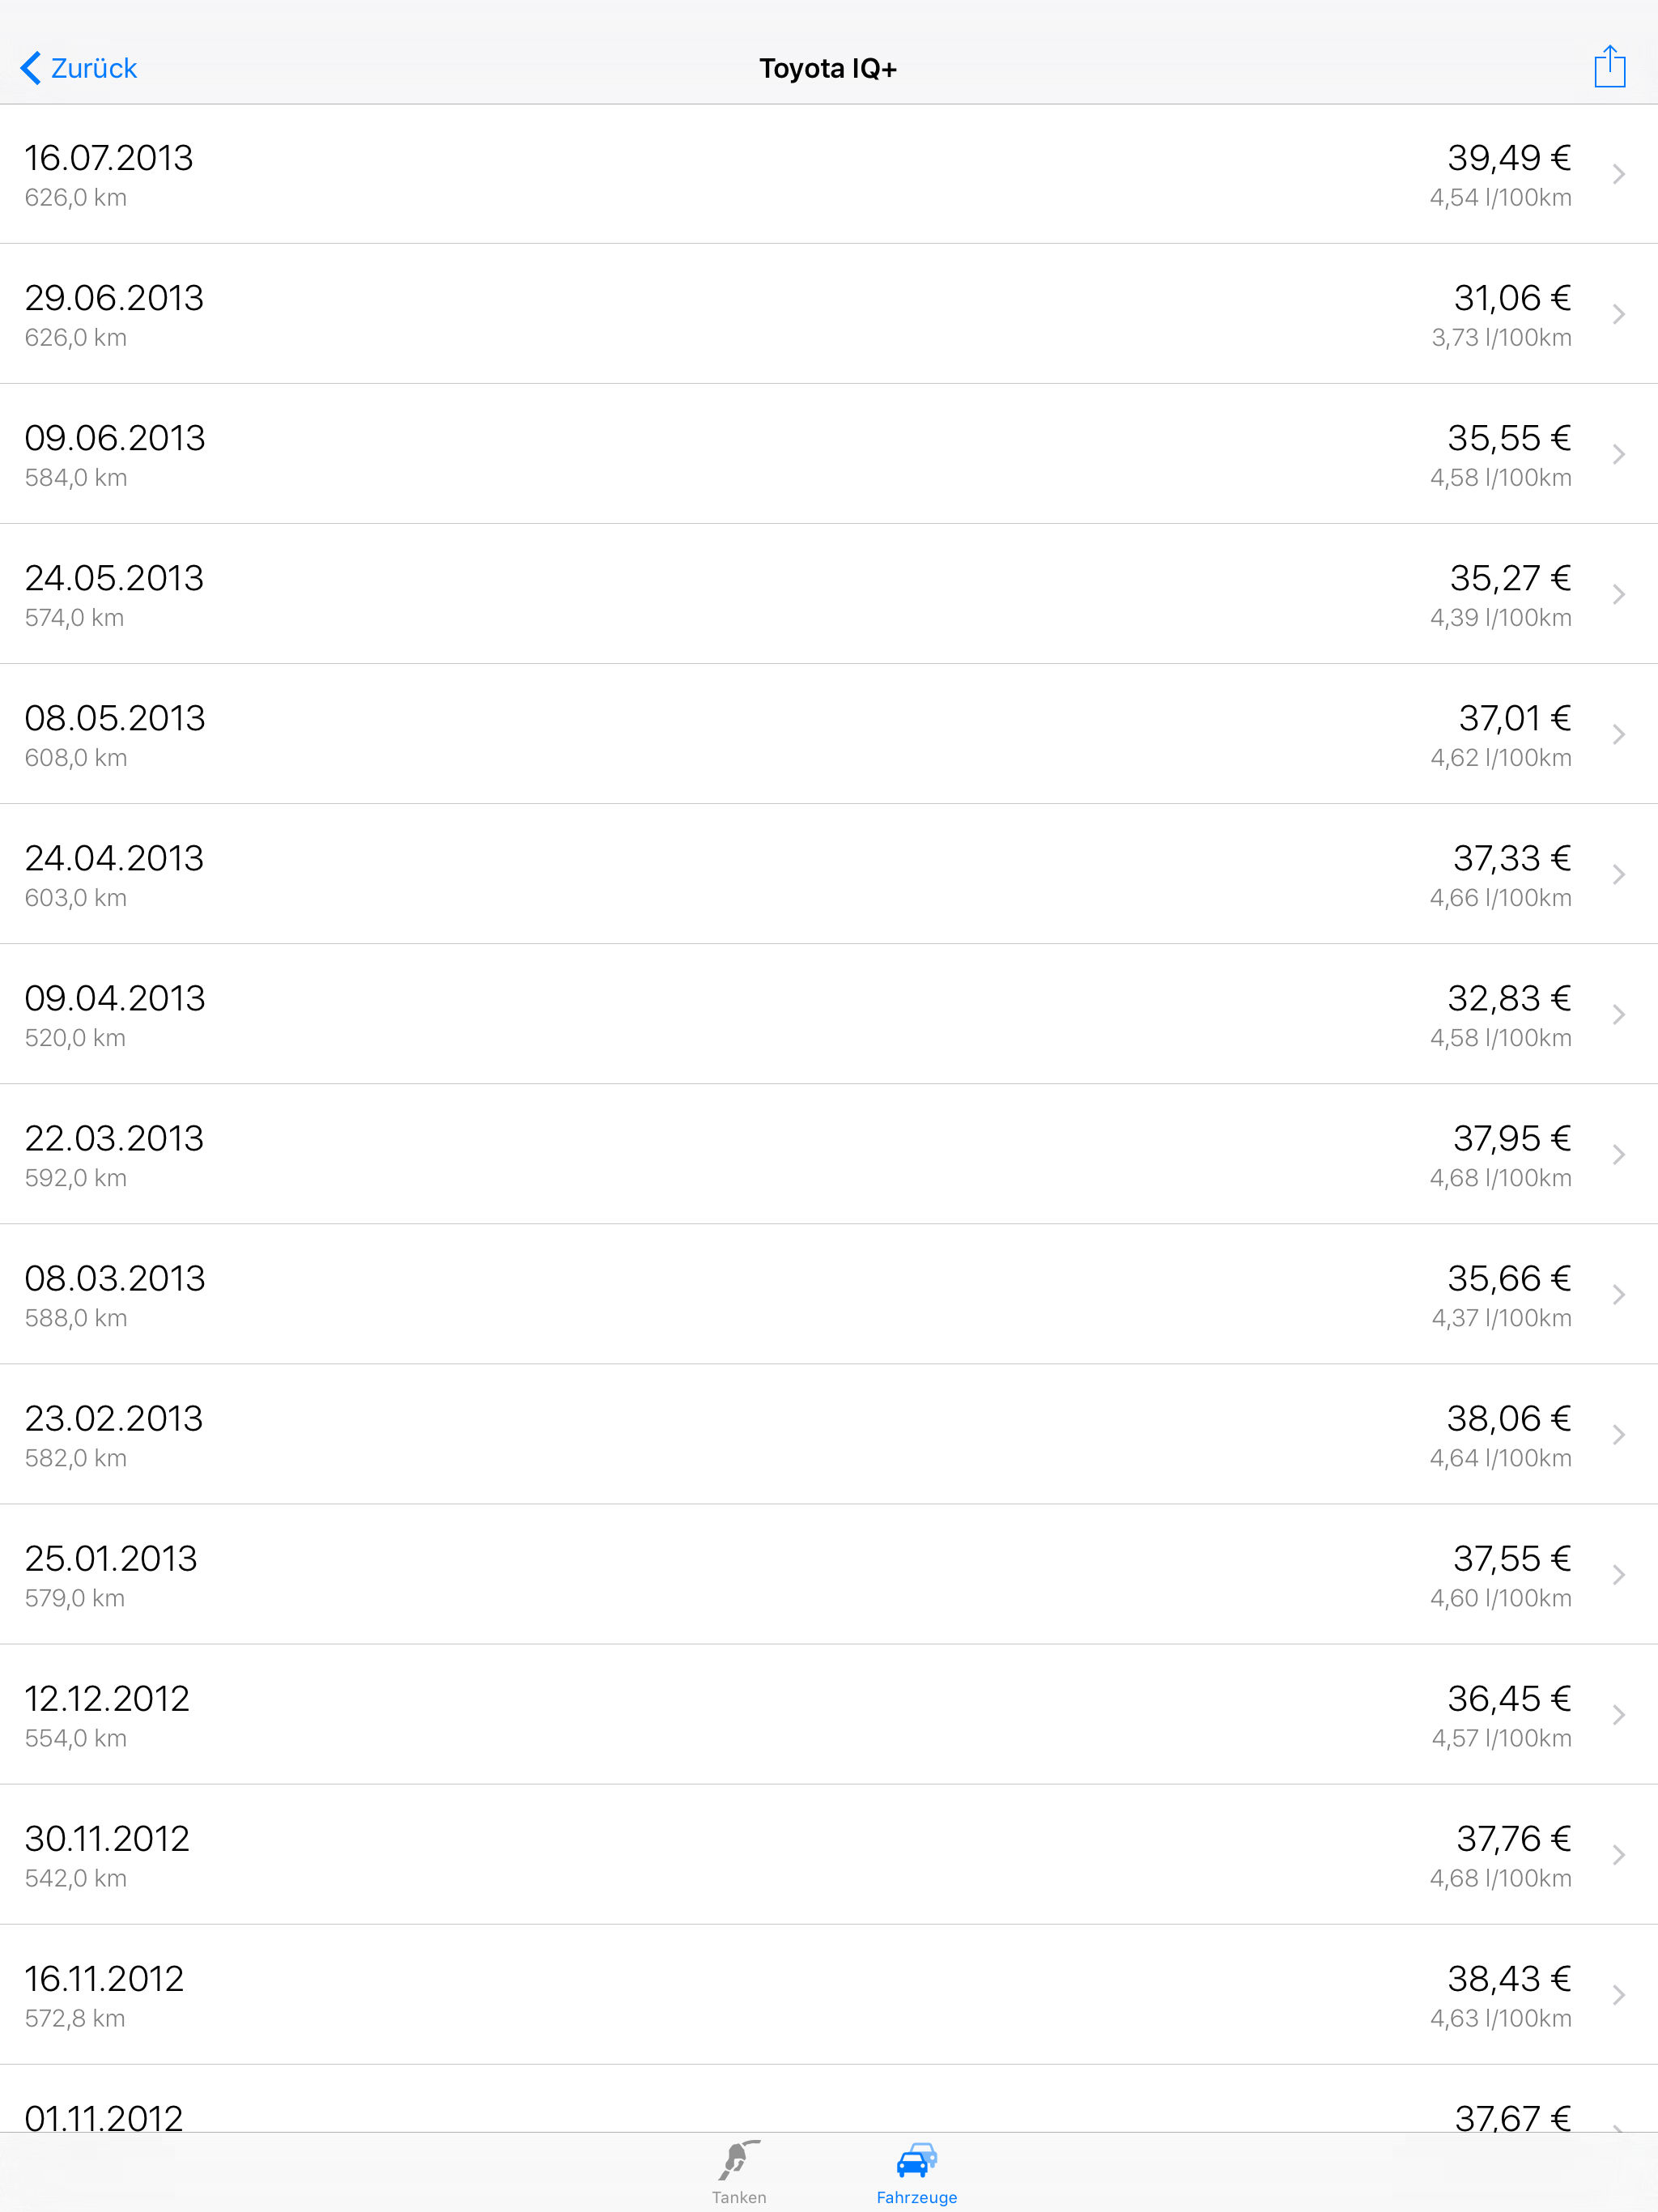 Zurück
Toyota IQ+
16.07.2013 39,49 €
626,0 km 4,54 l/100km
29.06.2013 31,06 €
626,0 km 3,73 l/100km
09.06.2013 35,55 €
584,0 km 4,58 l/100km
24.05.2013 35,27 €
574,0 km 4,39 l/100km
08.05.2013 37,01 €
608,0 km 4,62 l/100km
24.04.2013 37,33 €
603,0 km 4,66 l/100km
09.04.2013 32,83 €
520,0 km 4,58 l/100km
22.03.2013 37,95 €
592,0 km 4,68 l/100km
08.03.2013 35,66 €
588,0 km 4,37 l/100km
23.02.2013 38,06 €
582,0 km 4,64 l/100km
25.01.2013 37,55 €
579,0 km 4,60 l/100km
12.12.2012 36,45 €
554,0 km 4,57 l/100km
30.11.2012 37,76 €
542,0 km 4,68 l/100km
16.11.2012 38,43 €
572,8 km 4,63 l/100km
01.11.2012 37,67 €
Tanken Fahrzeuge